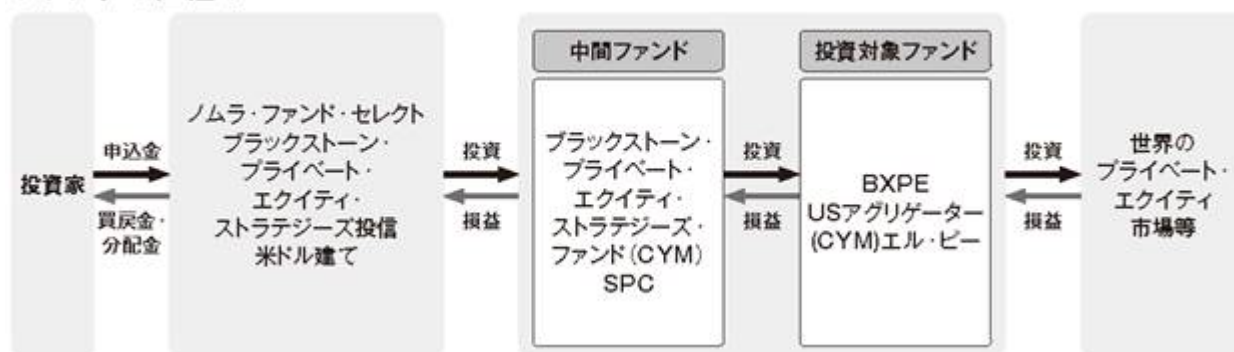 投資家
申込金
買戻金・
分配金
ノムラ・ファンド・セレクト
ブラックストーン・
プライベート・
エクイティ・
ストラテジーズ投信
米ドル建て
投資
損益
中間ファンド
ブラックストーン・
プライベート・
エクイティ・
ストラテジーズ・
ファンド(CYM)
SPC
投資
損益
投資対象ファンド
BXPE
USアグリゲーター
(CYM)エル・ピー
投資
損益
世界の
プライベート・
エクイティ
市場等